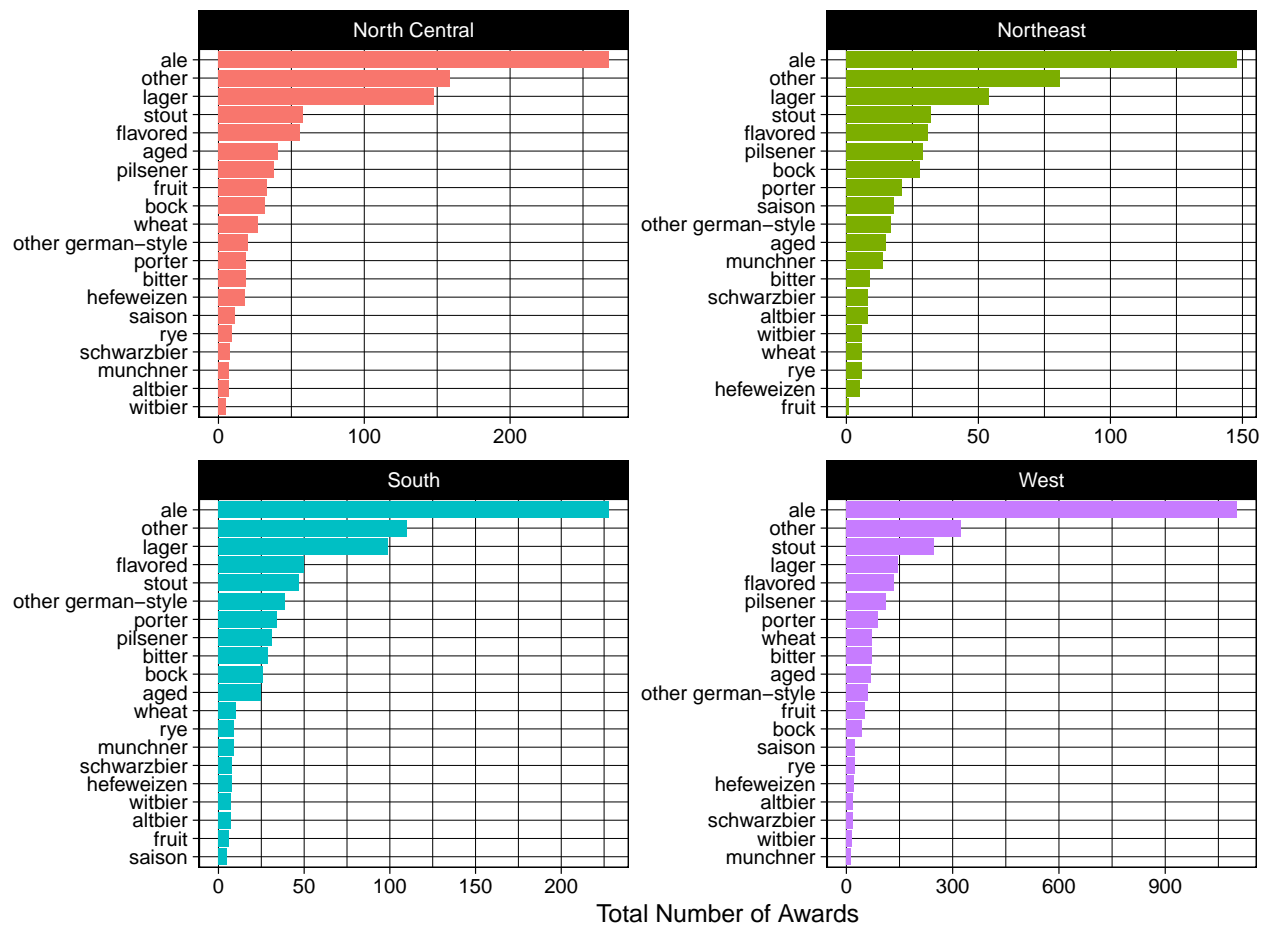 North Central
ale
other
lager
stout
flavored
aged
pilsener
fruit
bock
wheat
other german−style
porter
bitter
hefeweizen
saison
rye
schwarzbier
munchner
altbier
witbier
0 100 200
Northeast
ale
other
lager
stout
flavored
pilsener
bock
porter
saison
other german−style
aged
munchner
bitter
schwarzbier
altbier
witbier
wheat
rye
hefeweizen
fruit
0 50 100 150
South
ale
other
lager
flavored
stout
other german−style
porter
pilsener
bitter
bock
aged
wheat
rye
munchner
schwarzbier
hefeweizen
witbier
altbier
fruit
saison
0 50 100 150 200
West
ale
other
stout
lager
flavored
pilsener
porter
wheat
bitter
aged
other german−style
fruit
bock
saison
rye
hefeweizen
altbier
schwarzbier
witbier
munchner
0 300 600 900
Total Number of Awards